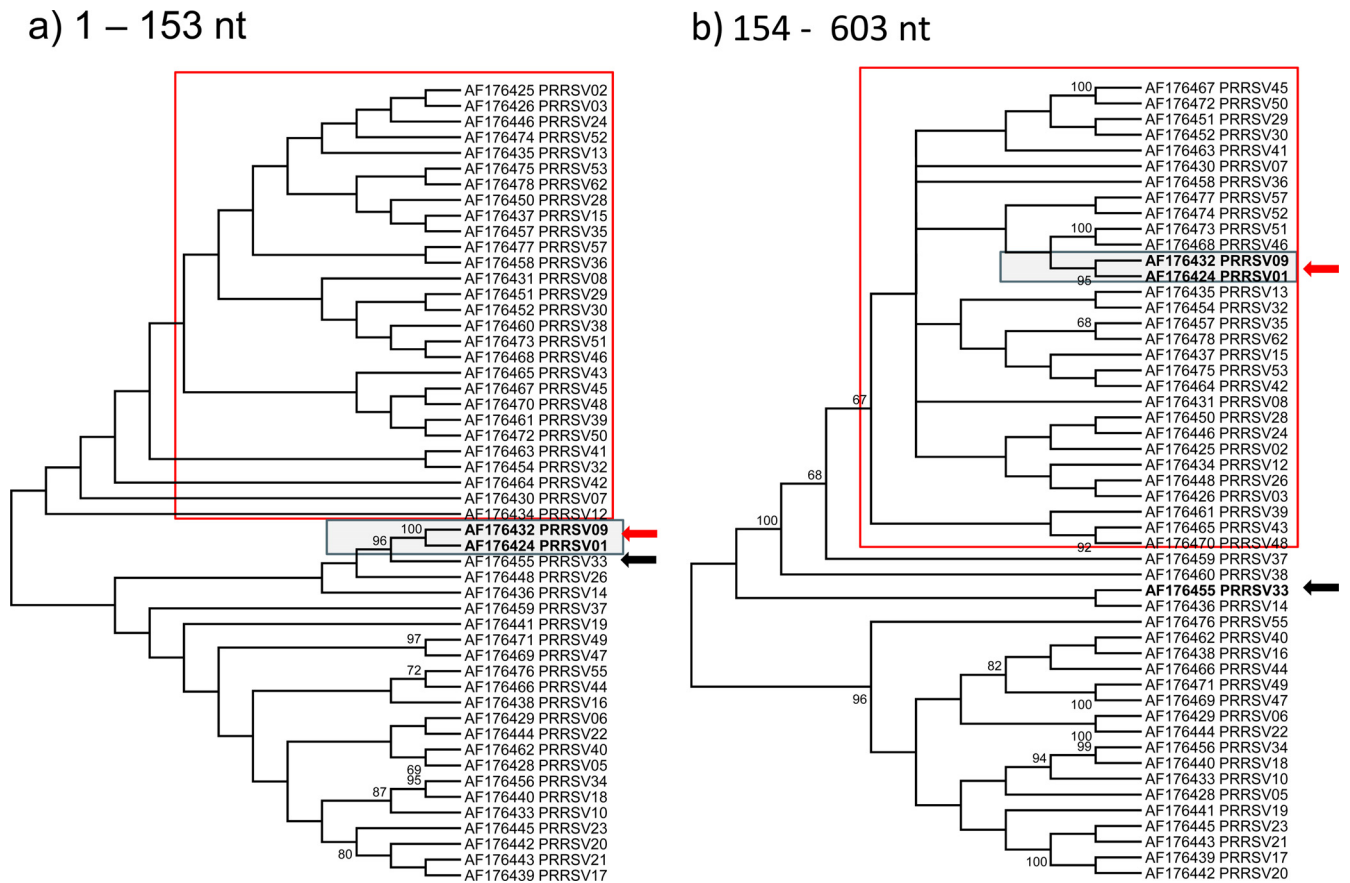 a) 1 – 153 nt
AF176425 PRRSV02
AF176426 PRRSV03
AF176446 PRRSV24
AF176474 PRRSV52
AF176435 PRRSV13
AF176475 PRRSV53
AF176478 PRRSV62
AF176450 PRRSV28
AF176437 PRRSV15
AF176457 PRRSV35
AF176477 PRRSV57
AF176458 PRRSV36
AF176431 PRRSV08
AF176451 PRRSV29
AF176452 PRRSV30
AF176460 PRRSV38
AF176473 PRRSV51
AF176468 PRRSV46
AF176465 PRRSV43
AF176467 PRRSV45
AF176470 PRRSV48
AF176461 PRRSV39
AF176472 PRRSV50
AF176463 PRRSV41
AF176454 PRRSV32
AF176464 PRRSV42
AF176430 PRRSV07
AF176434 PRRSV12
100
AF176432 PRRSV09
96
AF176424 PRRSV01
AF176455 PRRSV33
AF176448 PRRSV26
AF176436 PRRSV14
AF176459 PRRSV37
AF176441 PRRSV19
97
AF176471 PRRSV49
AF176469 PRRSV47
72
AF176476 PRRSV55
AF176466 PRRSV44
AF176438 PRRSV16
AF176429 PRRSV06
AF176444 PRRSV22
AF176462 PRRSV40
AF176428 PRRSV05
69
95
AF176456 PRRSV34
87
AF176440 PRRSV18
AF176433 PRRSV10
AF176445 PRRSV23
AF176442 PRRSV20
80
AF176443 PRRSV21
AF176439 PRRSV17
b) 154 - 603 nt
100
AF176467 PRRSV45
AF176472 PRRSV50
AF176451 PRRSV29
AF176452 PRRSV30
AF176463 PRRSV41
AF176430 PRRSV07
AF176458 PRRSV36
AF176477 PRRSV57
AF176474 PRRSV52
100
AF176473 PRRSV51
AF176468 PRRSV46
AF176432 PRRSV09
AF176424 PRRSV01
95
AF176435 PRRSV13
AF176454 PRRSV32
68
AF176457 PRRSV35
AF176478 PRRSV62
AF176437 PRRSV15
AF176475 PRRSV53
AF176464 PRRSV42
67
AF176431 PRRSV08
AF176450 PRRSV28
AF176446 PRRSV24
AF176425 PRRSV02
AF176434 PRRSV12
68
AF176448 PRRSV26
AF176426 PRRSV03
AF176461 PRRSV39
100
AF176465 PRRSV43
AF176470 PRRSV48
92
AF176459 PRRSV37
AF176460 PRRSV38
AF176455 PRRSV33
AF176436 PRRSV14
AF176476 PRRSV55
AF176462 PRRSV40
AF176438 PRRSV16
82
AF176466 PRRSV44
AF176471 PRRSV49
96
AF176469 PRRSV47
100
AF176429 PRRSV06
AF176444 PRRSV22
100
99
AF176456 PRRSV34
94
AF176440 PRRSV18
AF176433 PRRSV10
AF176428 PRRSV05
AF176441 PRRSV19
AF176445 PRRSV23
AF176443 PRRSV21
100
AF176439 PRRSV17
AF176442 PRRSV20